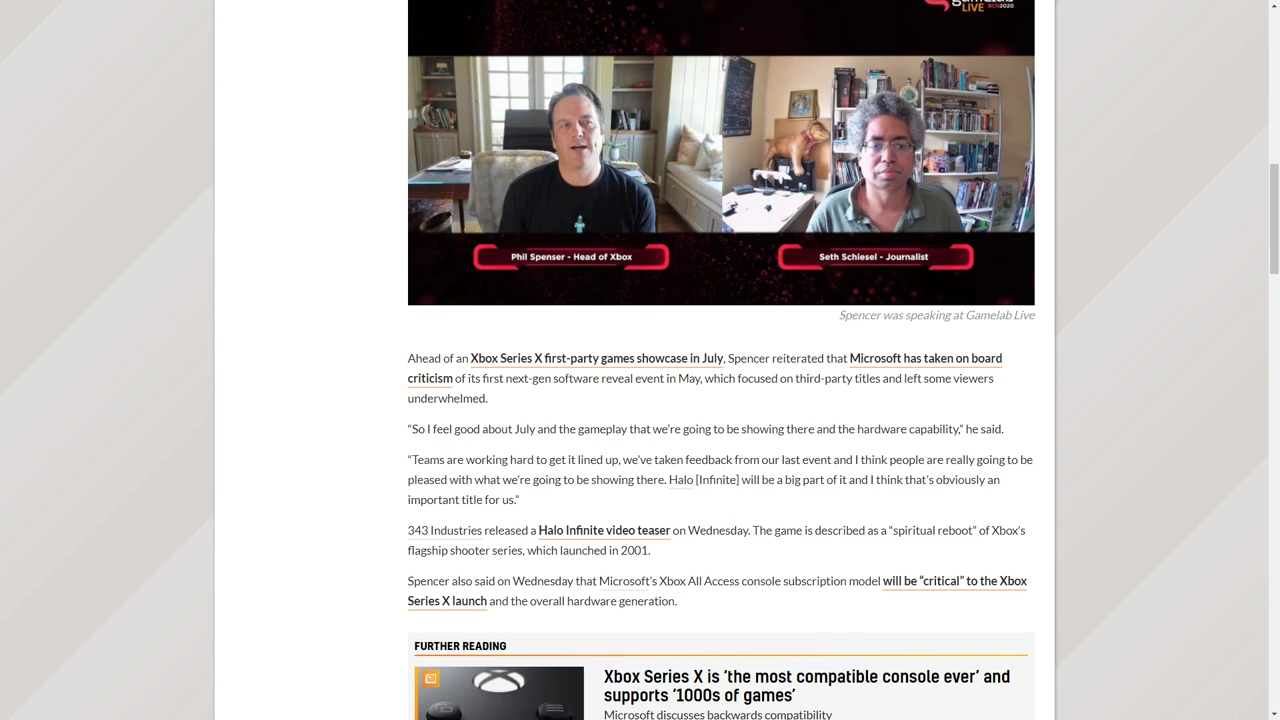 LIVE BCN2020
Phil Spenser - Head of Xbox
Seth Schiesel - Journalist
Spencer was speaking at Gamelab Live
Ahead of an Xbox Series X first-party games showcase in July, Spencer reiterated that Microsoft has taken on board
criticism of its first next-gen software reveal event in May, which focused on third-party titles and left some viewers
underwhelmed.
“So I feel good about July and the gameplay that we’re going to be showing there and the hardware capability,” he said.
“Teams are working hard to get it lined up, we’ve taken feedback from our last event and I think people are really going to be
pleased with what we’re going to be showing there. Halo [Infinite] will be a big part of it and I think that’s obviously an
important title for us.”
343 Industries released a Halo Infinite video teaser on Wednesday. The game is described as a “spiritual reboot” of Xbox’s
flagship shooter series, which launched in 2001.
Spencer also said on Wednesday that Microsoft’s Xbox All Access console subscription model will be “critical” to the Xbox
Series X launch and the overall hardware generation.
FURTHER READING
Xbox Series X is ‘the most compatible console ever’ and
supports ‘1000s of games’
Microsoft discusses backwards compatibility